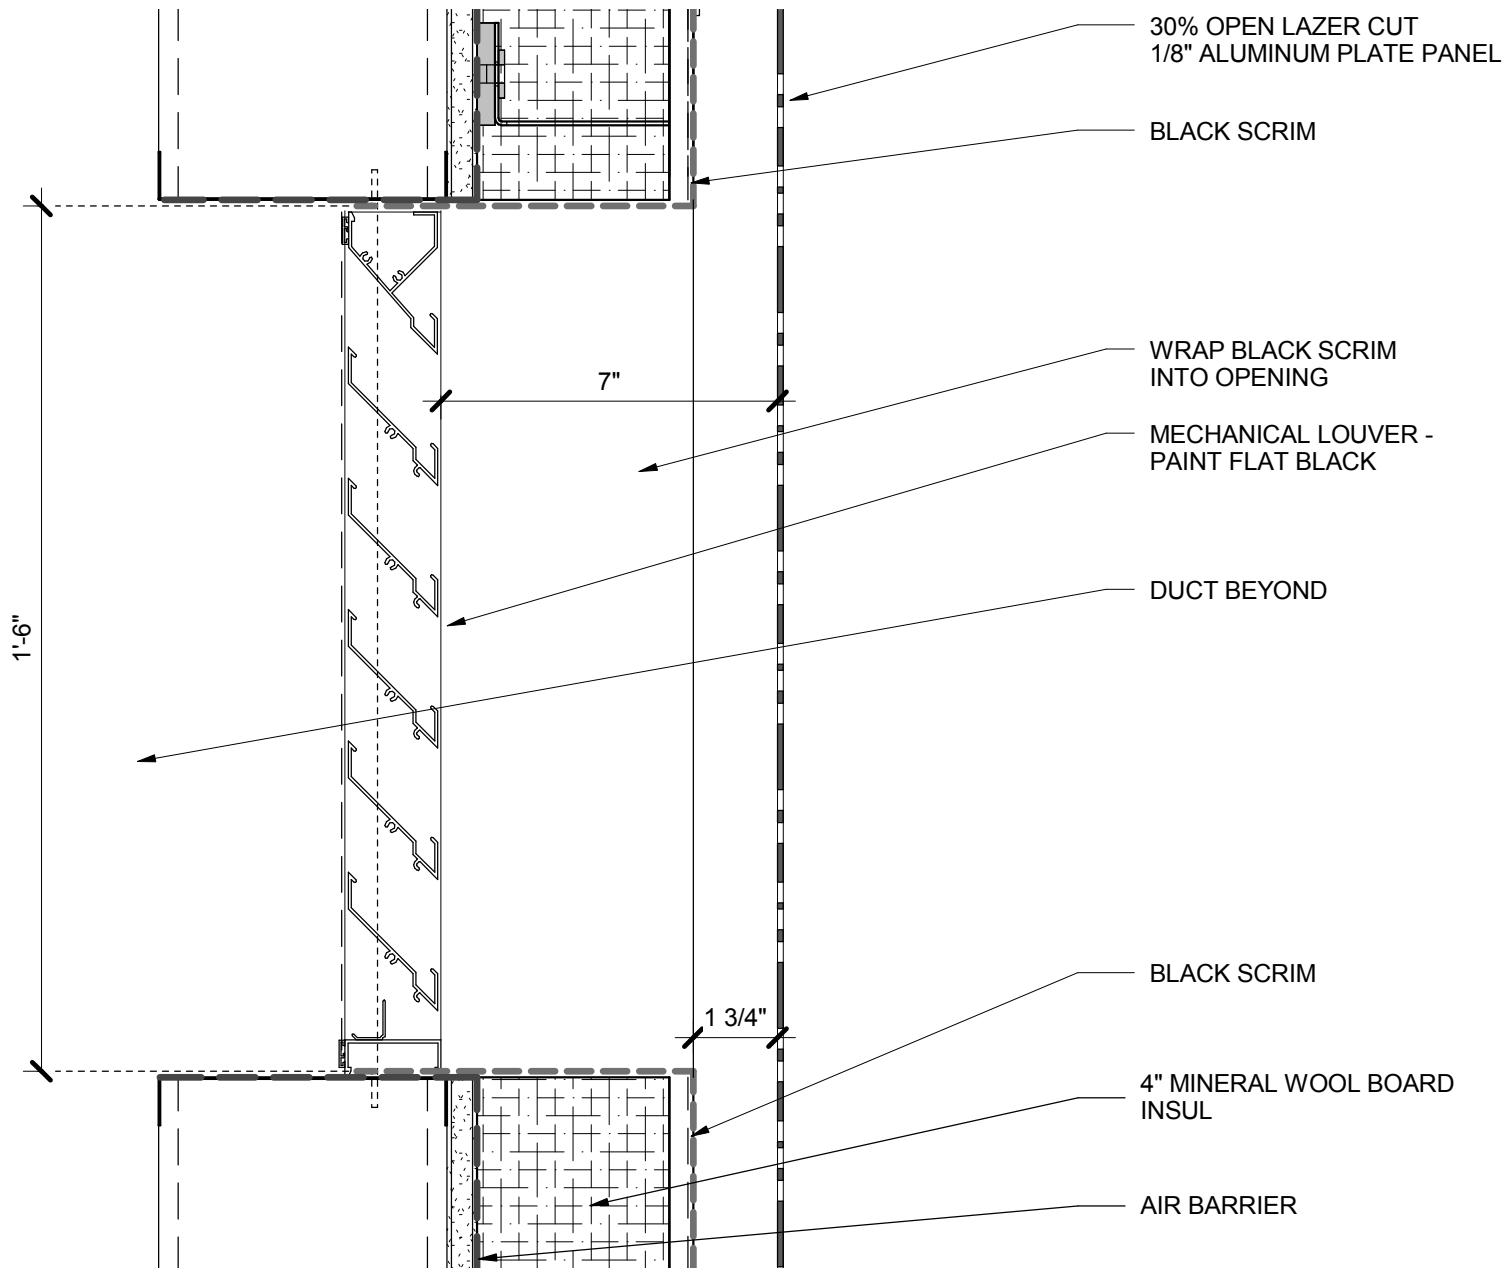 30% OPEN LAZER CUT
1/8" ALUMINUM PLATE PANEL
BLACK SCRIM
WRAP BLACK SCRIM
INTO OPENING
7"
MECHANICAL LOUVER -
PAINT FLAT BLACK
DUCT BEYOND
1'-6"
BLACK SCRIM
1 3/4"
4" MINERAL WOOL BOARD
INSUL
AIR BARRIER